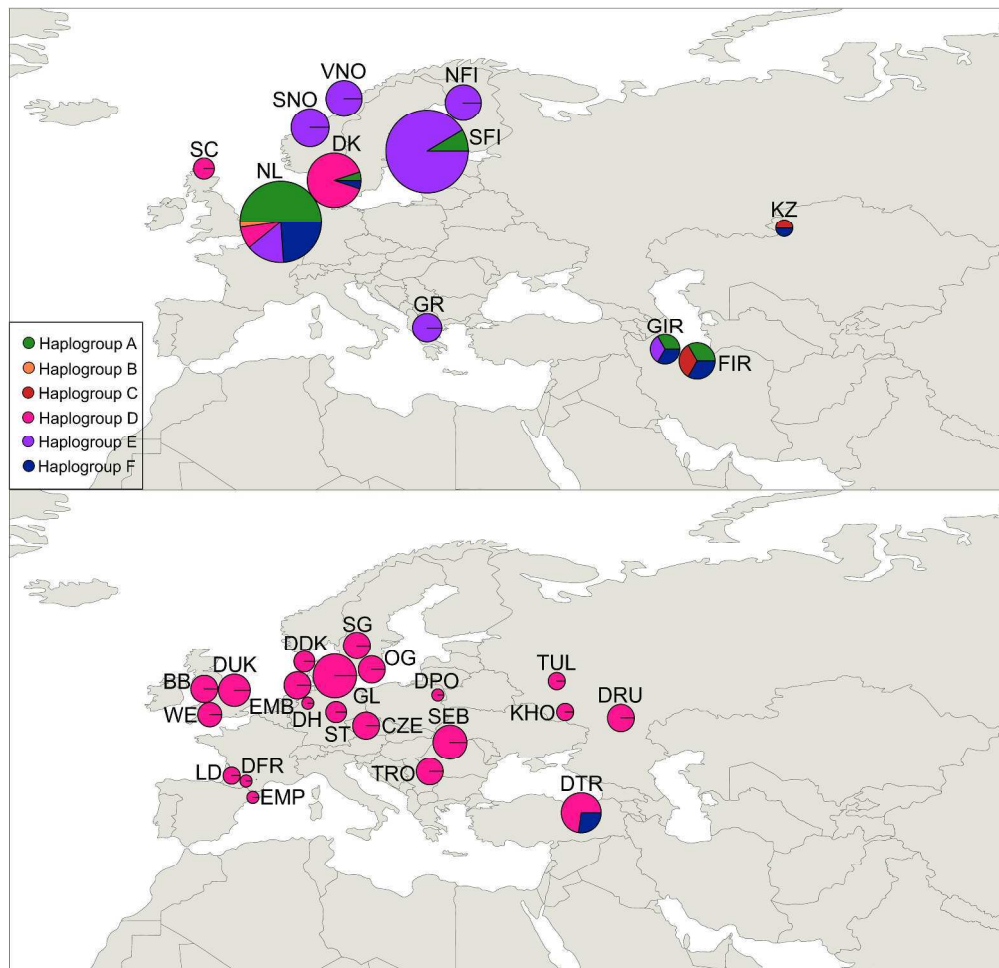 VNO
NFI
SNO
SFI
SC
DK
NL
KZ
GR
GIR
FIR
Haplogroup A
Haplogroup B
Haplogroup C
Haplogroup D
Haplogroup E
Haplogroup F
SG
DDK
OG
DUK
BB
TUL
DPO
GL
EMB
WE
DH
DRU
KHO
SEB
ST
CZE
TRO
LD
DFR
DTR
EMP